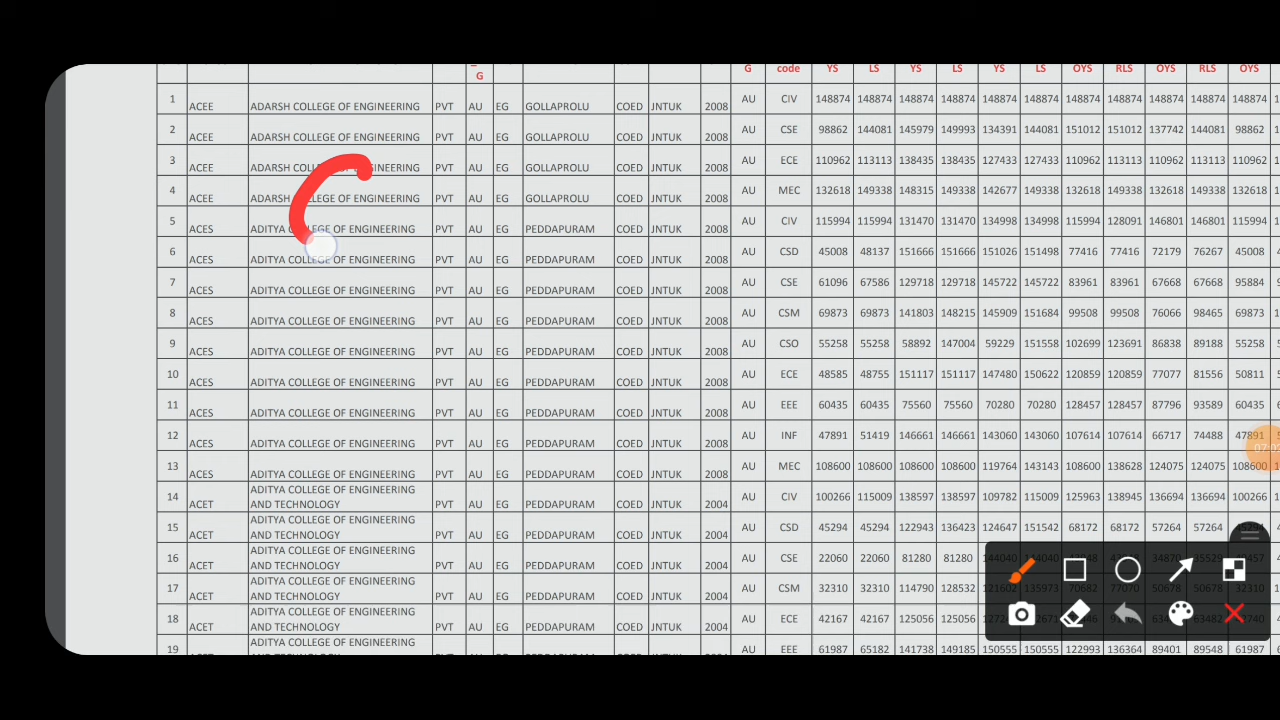 G G code YS LS YS LS YS LS OYS RLS OYS RLS OYS
1 ACEE ADARSH COLLEGE OF ENGINEERING PVT AU EG GOLLAPROLU COED JNTUK 2008 AU CIV 148874 148874 148874 148874 148874 148874 148874 148874 148874 148874 148874
2 ACEE ADARSH COLLEGE OF ENGINEERING PVT AU EG GOLLAPROLU COED JNTUK 2008 AU CSE 98862 144081 145979 149993 134391 144081 151012 151012 137742 144081 98862
3 ACEE ADARSH COLLEGE OF ENGINEERING PVT AU EG GOLLAPROLU COED JNTUK 2008 AU ECE 110962 113113 138435 138435 127433 127433 110962 113113 110962 113113 110962
4 ACEE ADARSH COLLEGE OF ENGINEERING PVT AU EG GOLLAPROLU COED JNTUK 2008 AU MEC 132618 149338 148315 149338 142677 149338 132618 149338 132618 149338 132618
5 ACES ADITYA COLLEGE OF ENGINEERING PVT AU EG PEDDAPURAM COED JNTUK 2008 AU CIV 115994 115994 131470 131470 134998 134998 115994 128091 146801 146801 115994
6 ACES ADITYA COLLEGE OF ENGINEERING PVT AU EG PEDDAPURAM COED JNTUK 2008 AU CSD 45008 48137 151666 151666 151026 151498 77416 77416 72179 76267 45008
7 ACES ADITYA COLLEGE OF ENGINEERING PVT AU EG PEDDAPURAM COED JNTUK 2008 AU CSE 61096 67586 129718 129718 145722 145722 83961 83961 67668 67668 95884
8 ACES ADITYA COLLEGE OF ENGINEERING PVT AU EG PEDDAPURAM COED JNTUK 2008 AU CSM 69873 69873 141803 148215 145909 151684 99508 99508 76066 98465 69873
9 ACES ADITYA COLLEGE OF ENGINEERING PVT AU EG PEDDAPURAM COED JNTUK 2008 AU CSO 55258 55258 58892 147004 59229 151558 102699 123691 86838 89188 55258
10 ACES ADITYA COLLEGE OF ENGINEERING PVT AU EG PEDDAPURAM COED JNTUK 2008 AU ECE 48585 48755 151117 151117 147480 150622 120859 120859 77077 81556 50811
11 ACES ADITYA COLLEGE OF ENGINEERING PVT AU EG PEDDAPURAM COED JNTUK 2008 AU EEE 60435 60435 75560 75560 70280 70280 128457 128457 87796 93589 60435
12 ACES ADITYA COLLEGE OF ENGINEERING PVT AU EG PEDDAPURAM COED JNTUK 2008 AU INF 47891 51419 146661 146661 143060 143060 107614 107614 66717 74488 47891
13 ACES ADITYA COLLEGE OF ENGINEERING PVT AU EG PEDDAPURAM COED JNTUK 2008 AU MEC 108600 108600 108600 108600 119764 143143 108600 138628 124075 124075 108600
14 ACET ADITYA COLLEGE OF ENGINEERING AND TECHNOLOGY PVT AU EG PEDDAPURAM COED JNTUK 2004 AU CIV 100266 115009 138597 138597 109782 115009 125963 138945 136694 136694 100266
15 ACET ADITYA COLLEGE OF ENGINEERING AND TECHNOLOGY PVT AU EG PEDDAPURAM COED JNTUK 2004 AU CSD 45294 45294 122943 136423 124647 151542 68172 68172 57264 57264
16 ACET ADITYA COLLEGE OF ENGINEERING AND TECHNOLOGY PVT AU EG PEDDAPURAM COED JNTUK 2004 AU CSE 22060 22060 81280 81280
17 ACET ADITYA COLLEGE OF ENGINEERING AND TECHNOLOGY PVT AU EG PEDDAPURAM COED JNTUK 2004 AU CSM 32310 32310 114790 128532
18 ACET ADITYA COLLEGE OF ENGINEERING AND TECHNOLOGY PVT AU EG PEDDAPURAM COED JNTUK 2004 AU ECE 42167 42167 125056 125056
19 ADITYA COLLEGE OF ENGINEERING AU EEE 61987 65182 141738 149185 150555 150555 122993 136364 89401 89548 61987